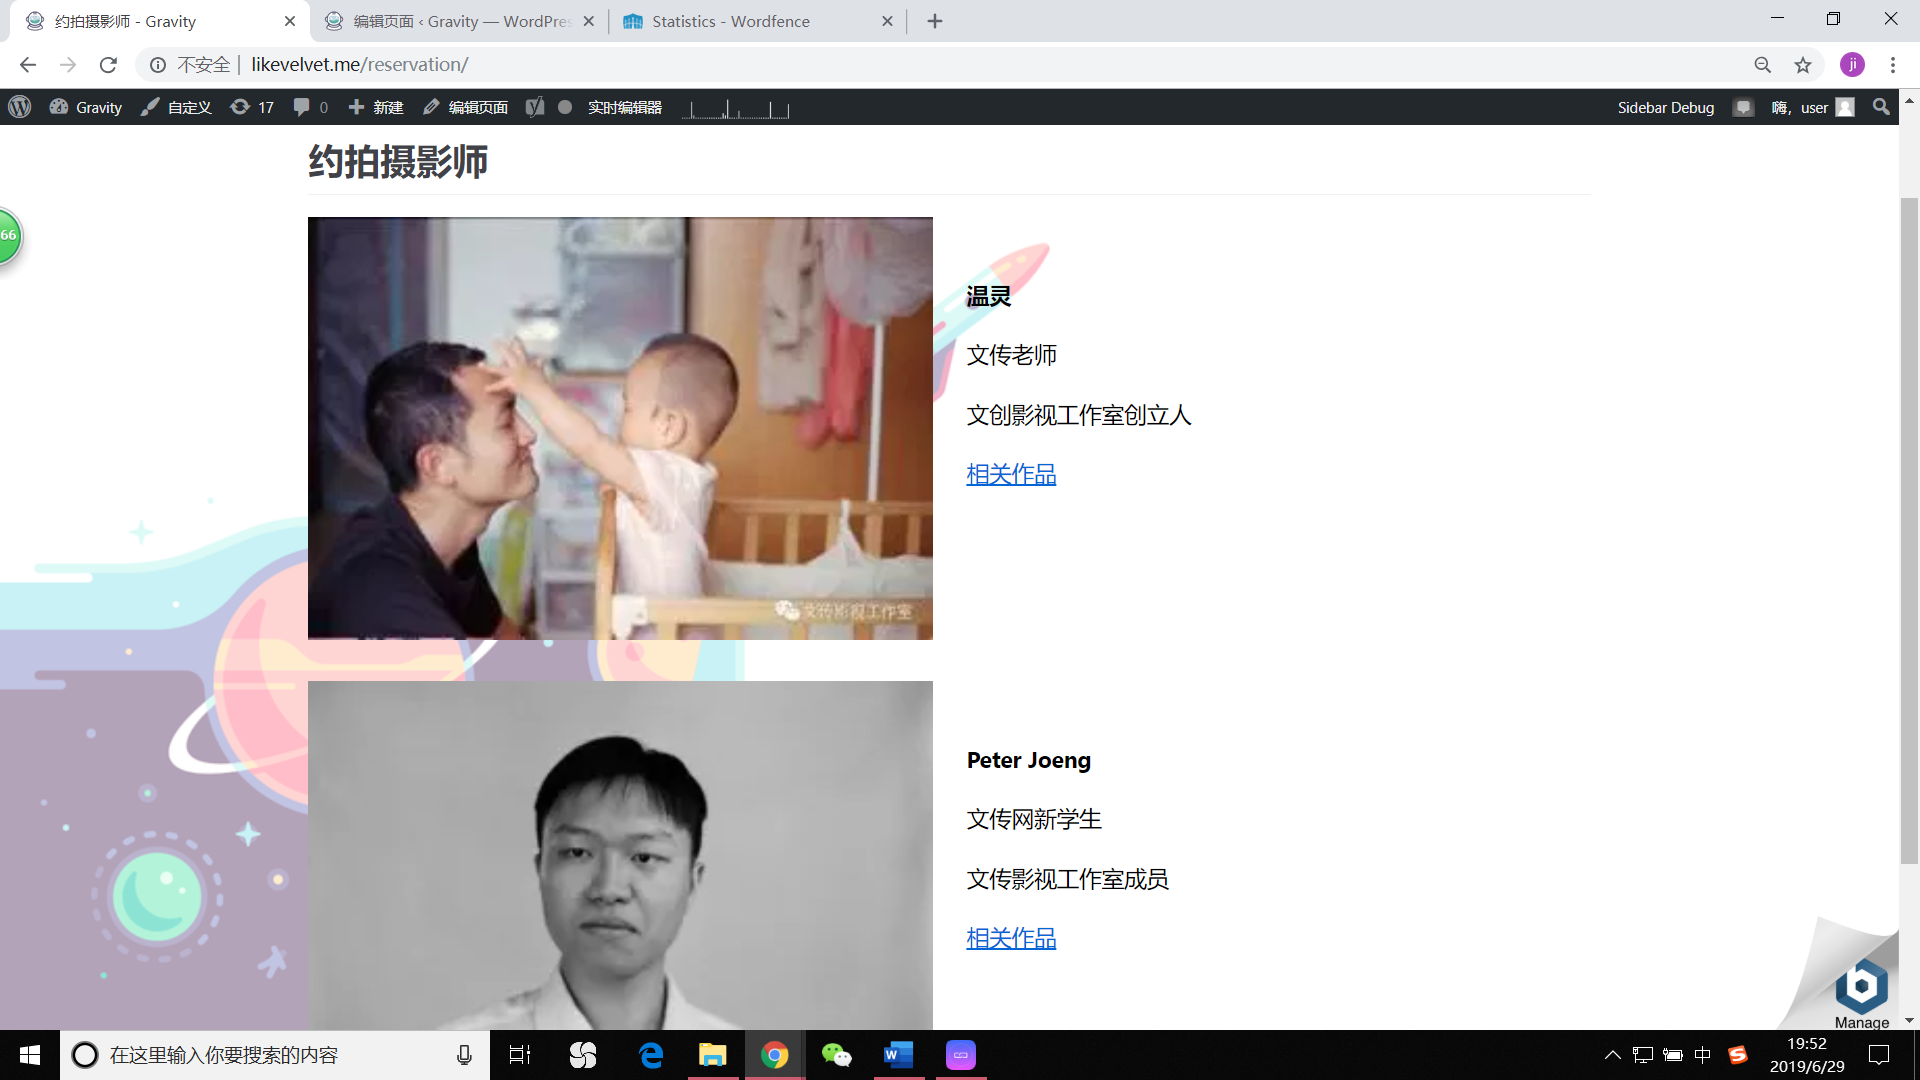 约拍摄影师 - Gravity
编辑页面 ‹ Gravity — WordPres
Statistics - Wordfence
不安全 | likevelvet.me/reservation/
ji
Gravity 自定义 17 0 新建 编辑页面 实时编辑器 Sidebar Debug 嗨，user
约拍摄影师
66
温灵
文传老师
文创影视工作室创立人
相关作品
文传影视工作室
Peter Joeng
文传网新学生
文传影视工作室成员
相关作品
Manage
在这里输入你要搜索的内容
中
19:52
2019/6/29